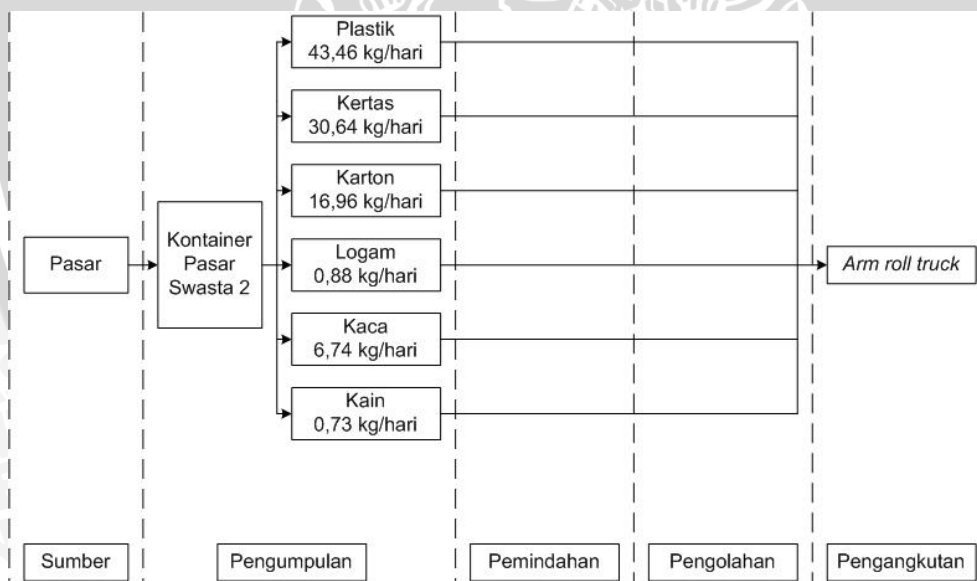 Plastik
43,46 kg/hari
Kertas
30,64 kg/hari
Karton
16,96 kg/hari
Pasar
Kontainer
Pasar
Swasta 2
Logam
0,88 kg/hari
Arm roll truck
Kaca
6,74 kg/hari
Kain
0,73 kg/hari
Sumber
Pengumpulan
Pemindahan
Pengolahan
Pengangkutan